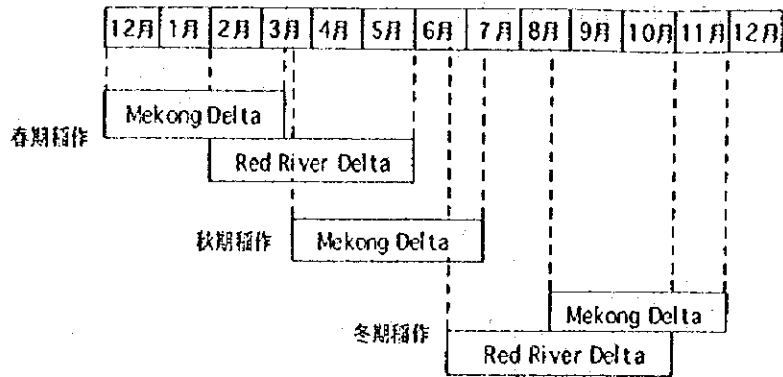 12月 1月 2月 3月 4月 5月 6月 7月 8月 9月 10月 11月 12月
Mekong Delta
春期稲作
Red River Delta
秋期稲作 Mekong Delta
Mekong Delta
冬期稲作
Red River Delta